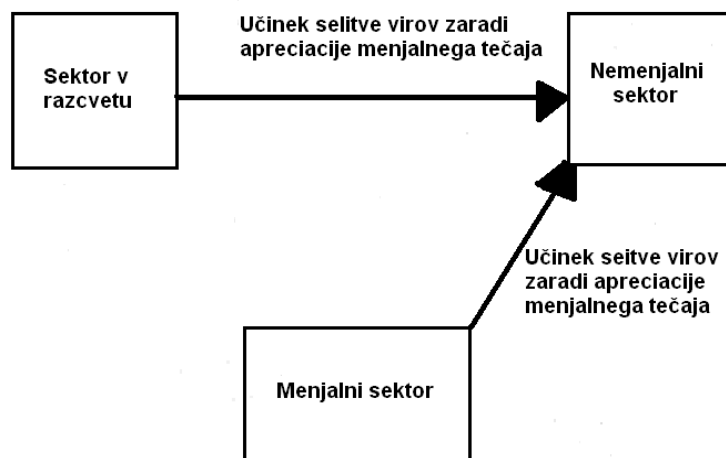 Učinek selitve virov zaradi
apreciacije menjalnega tečaja
Sektor v
razcvetu
Nemenjalni
sektor
Učinek seitve virov
zaradi apreciacije
menjalnega tečaja
Menjalni sektor